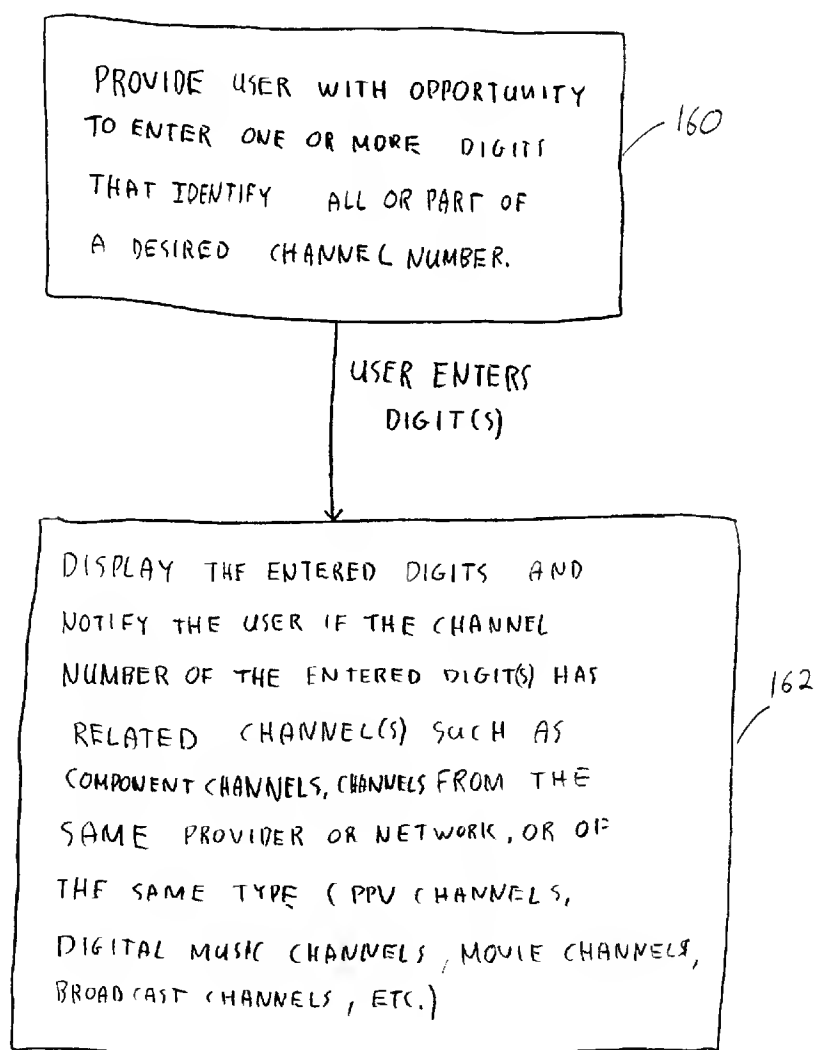 PROVIDE USER WITH OPPORTUNITY
TO ENTER ONE OR MORE DIGITS
THAT IDENTIFY ALL OR PART OF
A DESIRED CHANNEL NUMBER.
160
USER ENTERS
DIGIT(S)
DISPLAY THE ENTERED DIGITS AND
NOTIFY THE USER IF THE CHANNEL
NUMBER OF THE ENTERED DIGIT(S) HAS
RELATED CHANNEL(S) SUCH AS
COMPONENT CHANNELS, CHANNELS FROM THE
SAME PROVIDER OR NETWORK, OR OF
THE SAME TYPE (PPV CHANNELS,
DIGITAL MUSIC CHANNELS, MOVIE CHANNELS,
BROADCAST CHANNELS, ETC.)
162